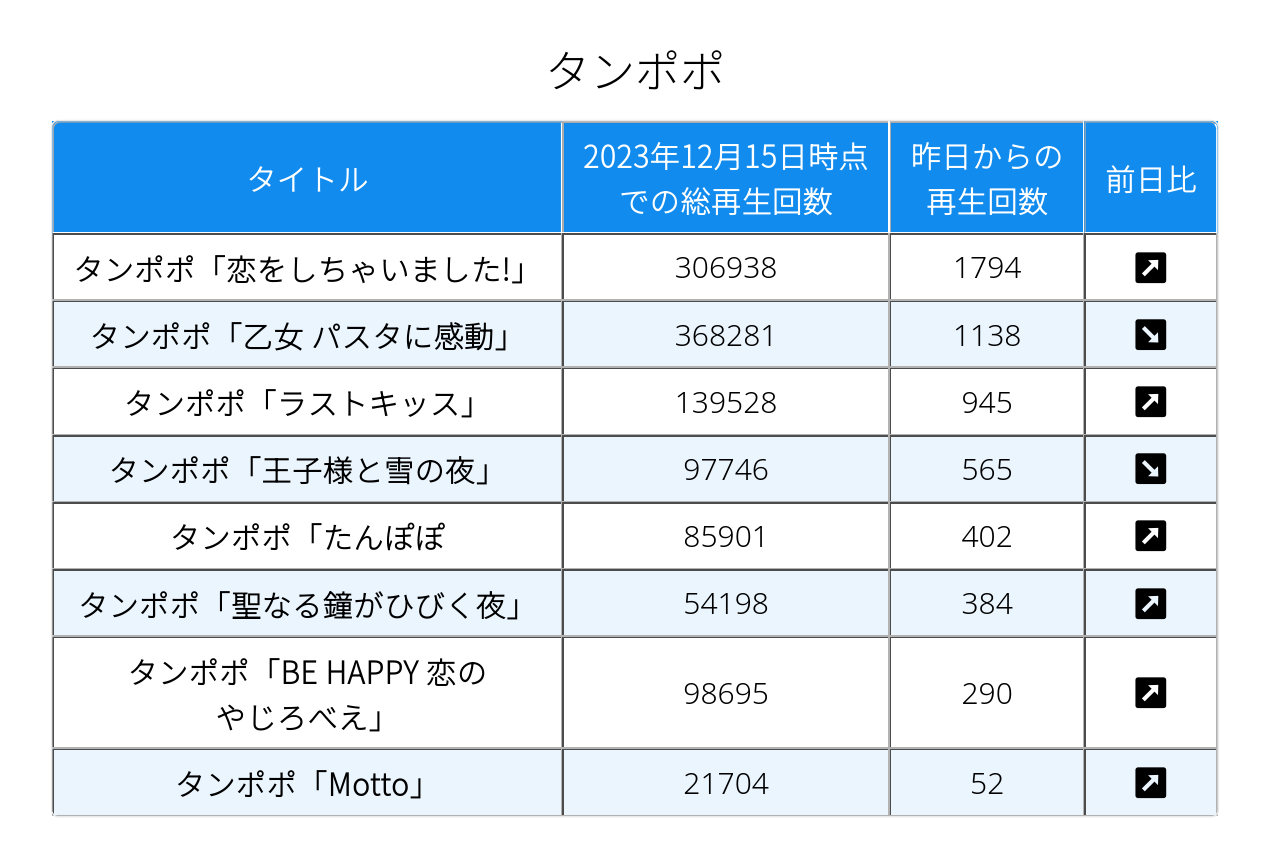 タンポポ
タイトル
2023年12月15日時点
での総再生回数
昨日からの
再生回数
前日比
タンポポ「恋をしちゃいました!」
306938
1794
タンポポ「乙女 パスタに感動」
368281
1138
タンポポ「ラストキッス」
139528
945
タンポポ「王子様と雪の夜」
97746
565
タンポポ「たんぽぽ
85901
402
タンポポ「聖なる鐘がひびく夜」
54198
384
タンポポ「BE HAPPY 恋の
やじろべえ」
98695
290
タンポポ「Motto」
21704
52